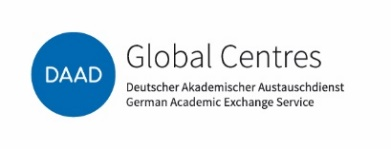 DAAD
Global Centres
Deutscher Akademischer Austauschdienst
German Academic Exchange Service